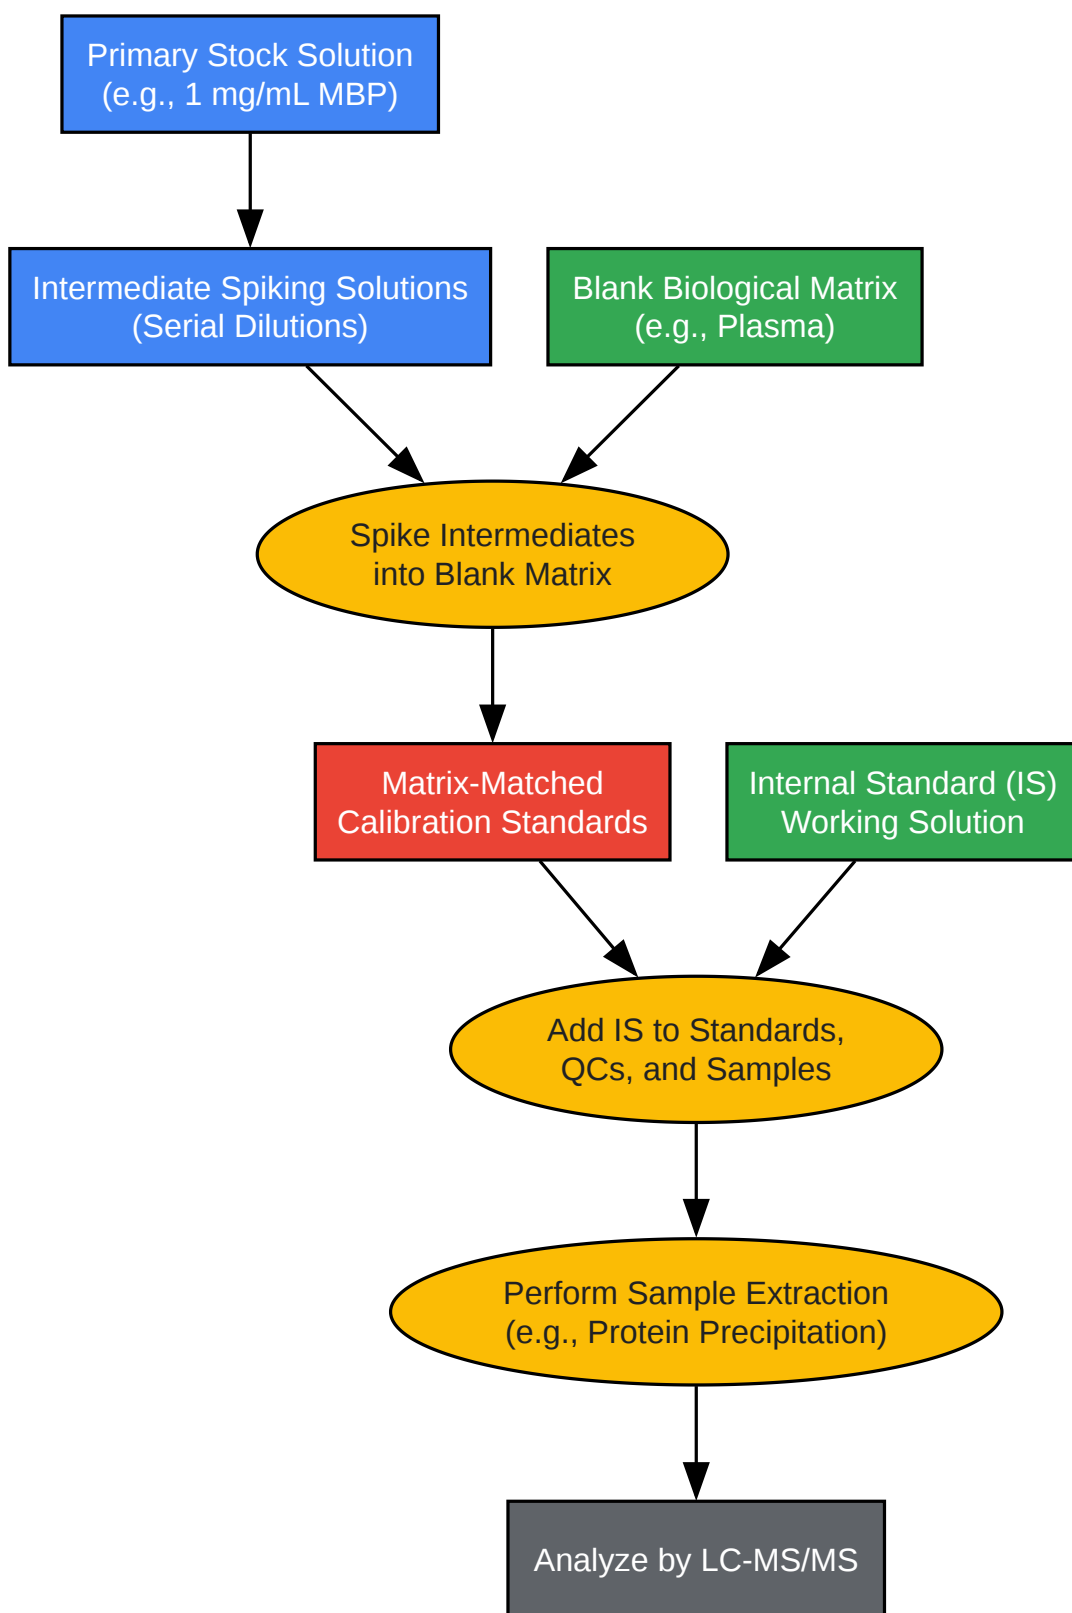 Primary Stock Solution
(e.g., 1 mg/mL MBP)
Intermediate Spiking Solutions
(Serial Dilutions)
Blank Biological Matrix
(e.g., Plasma)
Spike Intermediates
into Blank Matrix
Matrix-Matched
Calibration Standards
Internal Standard (IS)
Working Solution
Add IS to Standards,
QCs, and Samples
Perform Sample Extraction
(e.g., Protein Precipitation)
Analyze by LC-MS/MS